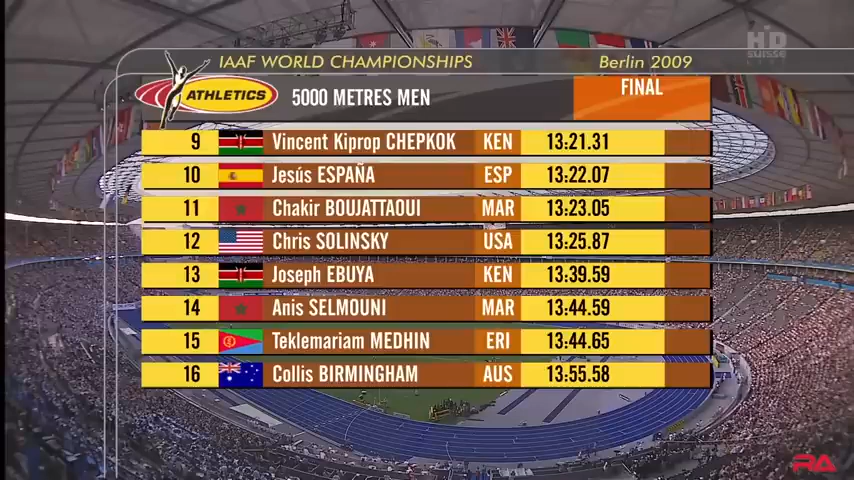 HD
SUISSE
IAAF WORLD CHAMPIONSHIPS Berlin 2009
ATHLETICS 5000 METRES MEN FINAL
9 Vincent Kiprop CHEPKOK KEN 13:21.31
10 Jesús ESPAÑA ESP 13:22.07
11 Chakir BOUJATTAOUI MAR 13:23.05
12 Chris SOLINSKY USA 13:25.87
13 Joseph EBUYA KEN 13:39.59
14 Anis SELMOUNI MAR 13:44.59
15 Teklemariam MEDHIN ERI 13:44.65
16 Collis BIRMINGHAM AUS 13:55.58
RA